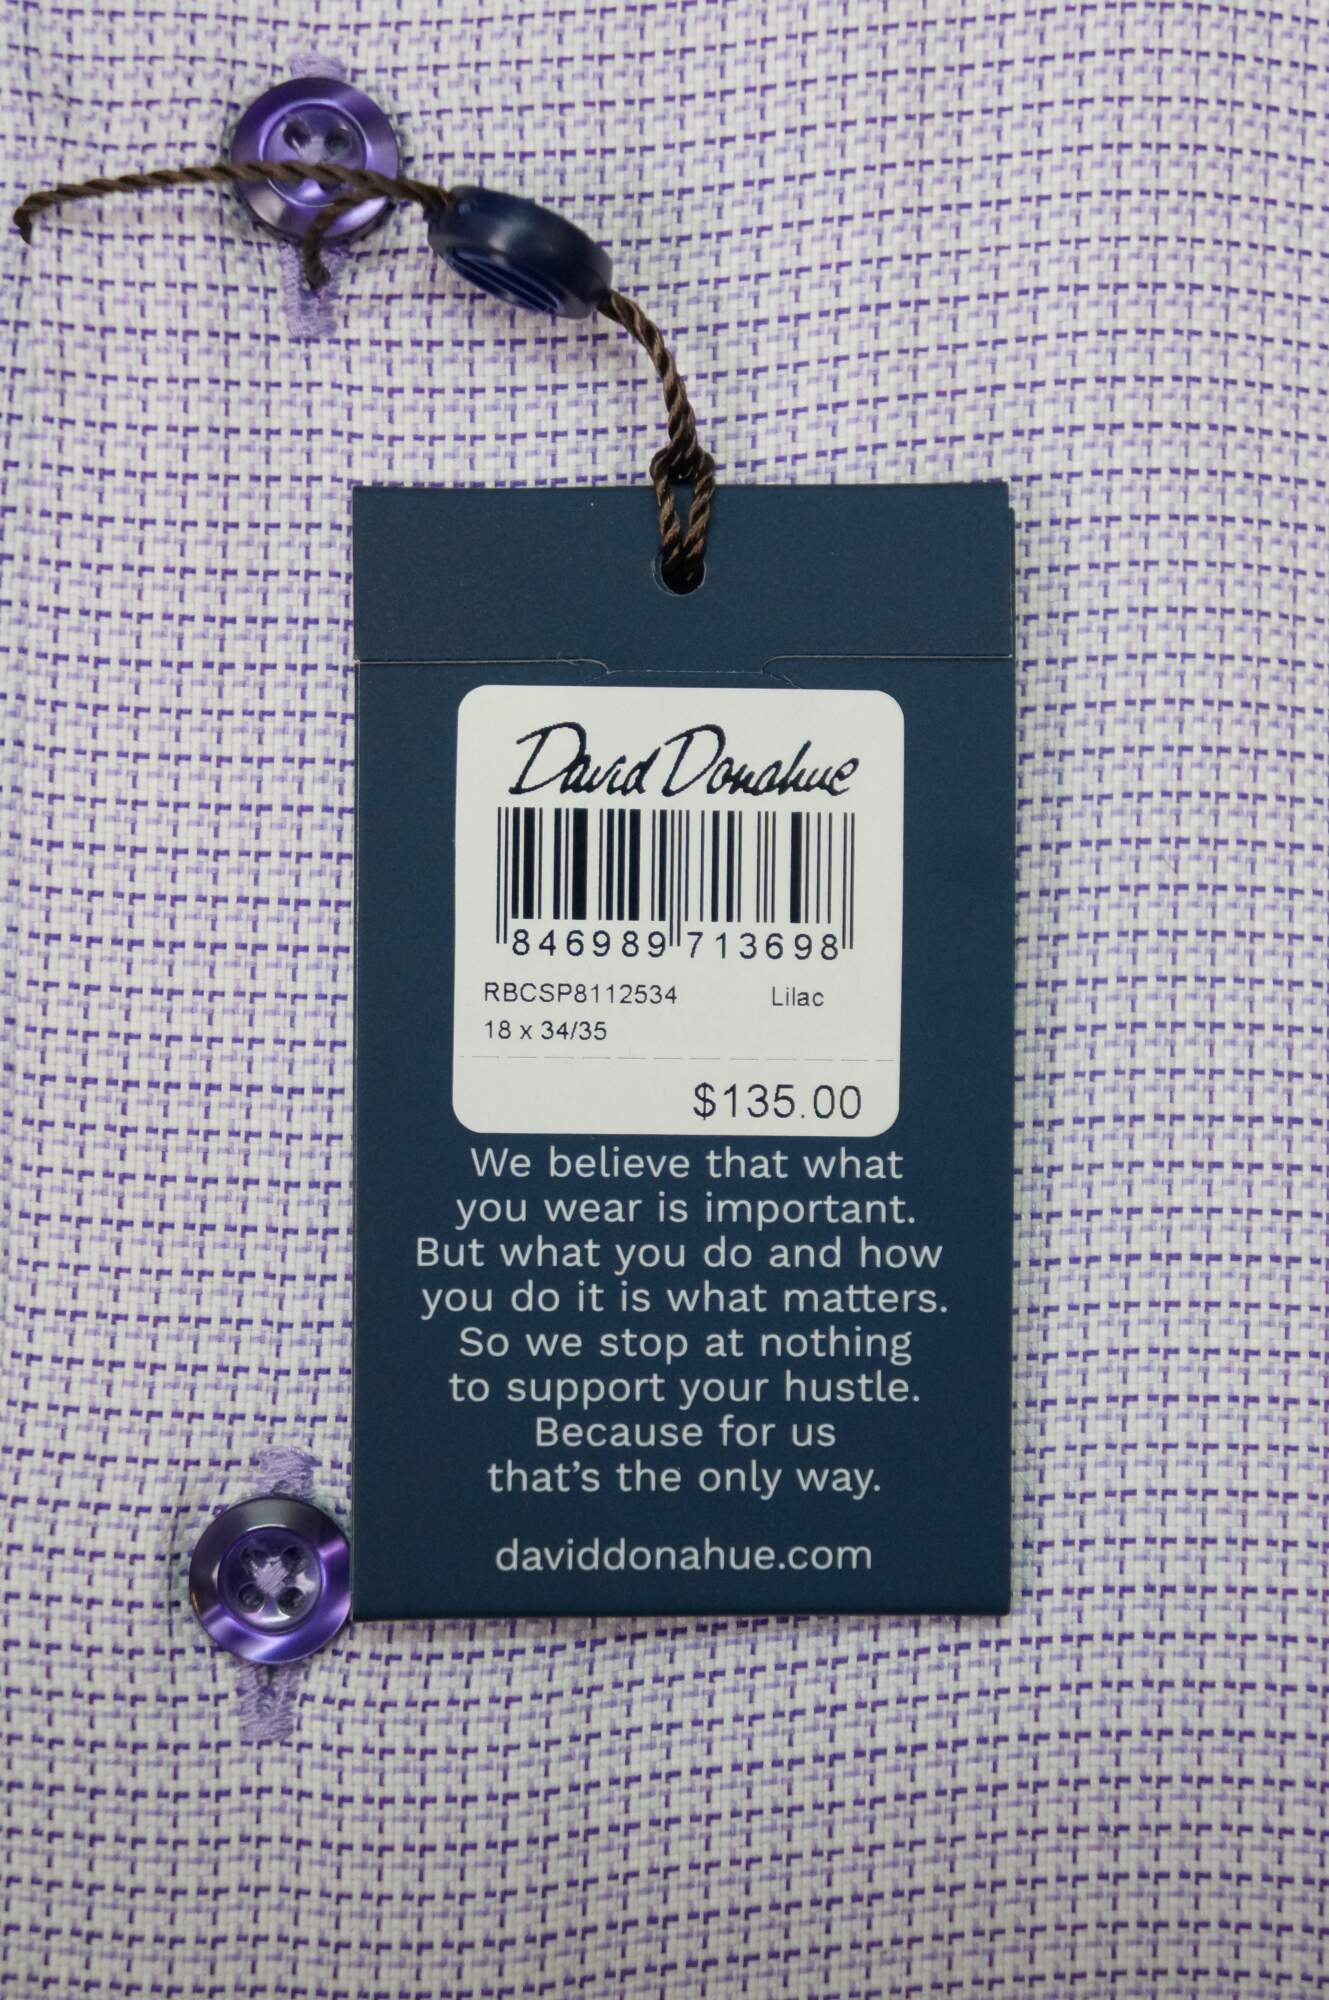 David Donahue
846989 713698
RBCSP8112534 Lilac
18 x 34/35
$135.00
We believe that what
you wear is important.
But what you do and how
you do it is what matters.
So we stop at nothing
to support your hustle.
Because for us
that’s the only way.
daviddonahue.com